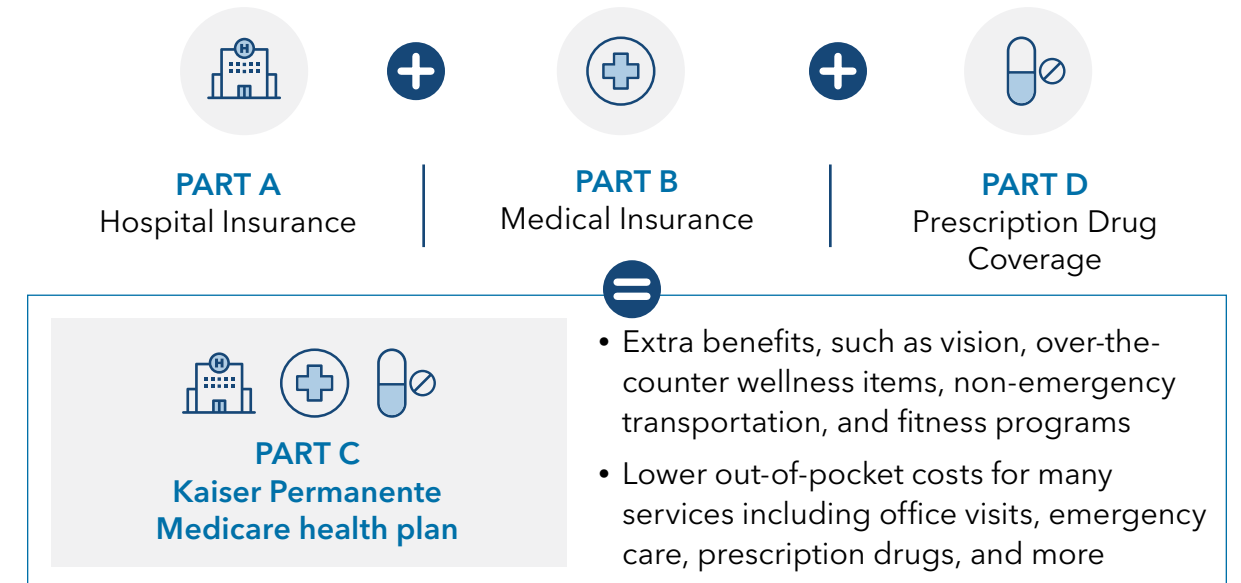 H
PART A
Hospital Insurance
PART B
Medical Insurance
PART D
Prescription Drug
Coverage
H
PART C
Kaiser Permanente
Medicare health plan
• Extra benefits, such as vision, over-the-
counter wellness items, non-emergency
transportation, and fitness programs
• Lower out-of-pocket costs for many
services including office visits, emergency
care, prescription drugs, and more